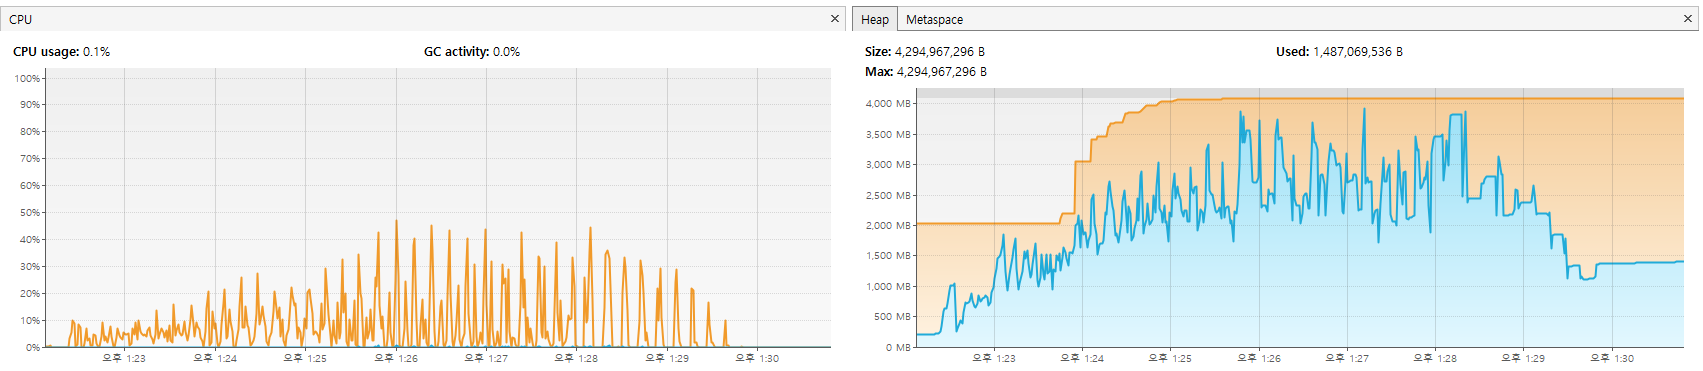 CPU
×
CPU usage: 0.1%
GC activity: 0.0%
100%
90%
80%
70%
60%
50%
40%
30%
20%
10%
0%
오후 1:23
오후 1:24
오후 1:25
오후 1:26
오후 1:27
오후 1:28
오후 1:29
오후 1:30
Heap
Metaspace
×
Size: 4,294,967,296 B
Used: 1,487,069,536 B
Max: 4,294,967,296 B
4,000 MB
3,500 MB
3,000 MB
2,500 MB
2,000 MB
1,500 MB
1,000 MB
500 MB
0 MB
오후 1:23
오후 1:24
오후 1:25
오후 1:26
오후 1:27
오후 1:28
오후 1:29
오후 1:30